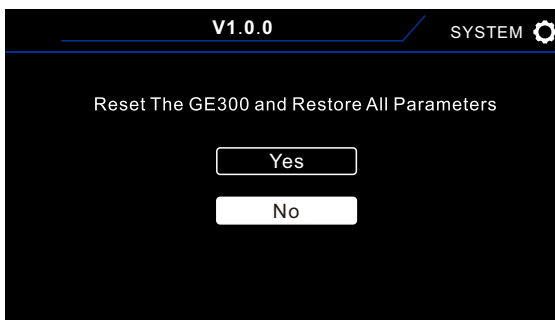 V1.0.0
SYSTEM
Reset The GE300 and Restore All Parameters
Yes
No